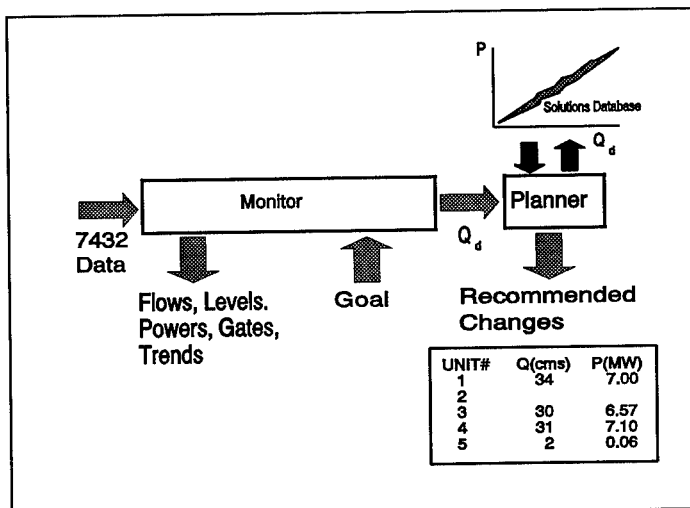 P
Solutions Database
Q d
Monitor
Planner
7432
Data
Q d
Flows, Levels.
Powers, Gates,
Trends
Goal
Recommended
Changes
UNIT# Q(cms) P(MW)
1 34 7.00
2
3 30 6.57
4 31 7.10
5 2 0.06